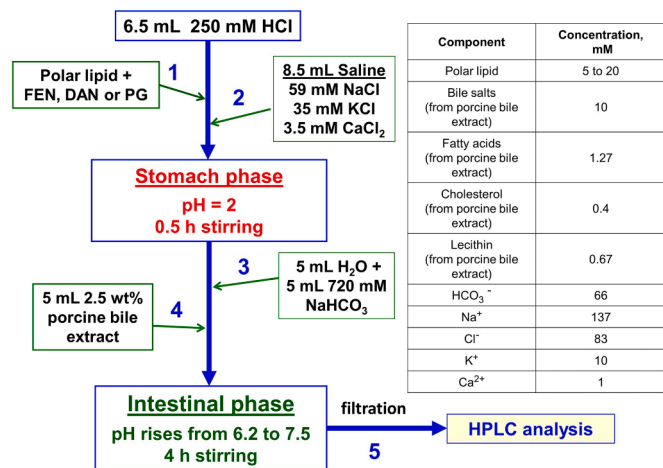 6.5 mL 250 mM HCl
1
Polar lipid +
FEN, DAN or PG
2
8.5 mL Saline
59 mM NaCl
35 mM KCl
3.5 mM CaCl₂
Stomach phase
pH = 2
0.5 h stirring
3
5 mL H₂O +
5 mL 720 mM
NaHCO₃
4
5 mL 2.5 wt%
porcine bile
extract
Intestinal phase
pH rises from 6.2 to 7.5
4 h stirring
filtration
5
HPLC analysis
Component Concentration,
mM
Polar lipid 5 to 20
Bile salts
(from porcine bile
extract) 10
Fatty acids
(from porcine bile
extract) 1.27
Cholesterol
(from porcine bile
extract) 0.4
Lecithin
(from porcine bile
extract) 0.67
HCO₃⁻ 66
Na⁺ 137
Cl⁻ 83
K⁺ 10
Ca²⁺ 1